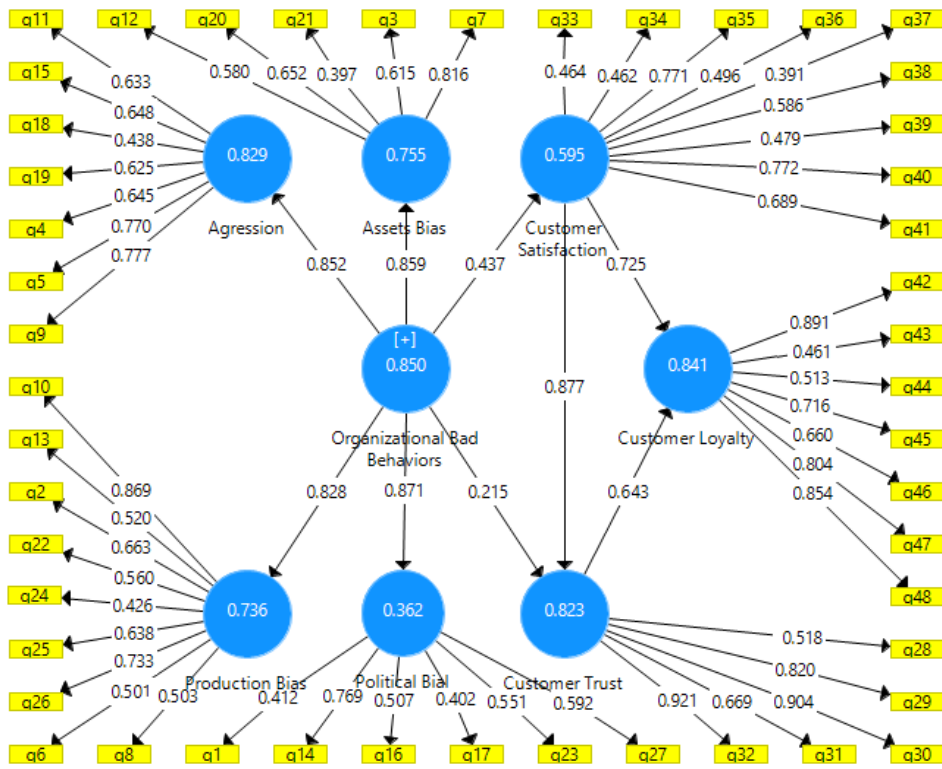 q11 q12 q20 q21 q3 q7 q33 q34 q35 q36 q37
q15 0.633 0.580 0.652 0.397 0.615 0.816 0.464 0.462 0.771 0.496 0.391 q38
0.648 0.586
q18 0.438 0.829 0.755 0.595 0.479 q39
q19 0.625 0.772 q40
0.645 0.689
q4 0.770 Agression Assets Bias Customer q41
0.777 Satisfaction
q5 0.852 0.859 0.437 0.725 q42
q9 [+] 0.891 q43
0.461
q10 0.850 0.841 0.513 q44
0.877 0.716
q13 Organizational Bad Customer Loyalty 0.660 q45
Behaviors 0.804
q2 0.869 0.828 0.871 0.215 0.643 0.854 q46
0.520
q22 0.663 q47
0.560
q24 0.426 0.736 0.362 0.823 q48
q25 0.638 0.518 q28
0.733 0.820
q26 0.501 0.503 Production Bias 0.412 0.769 Political Bial 0.507 0.402 0.551 Customer Trust 0.592 0.921 0.669 0.904 q29
q6 q8 q1 q14 q16 q17 q23 q27 q32 q31 q30